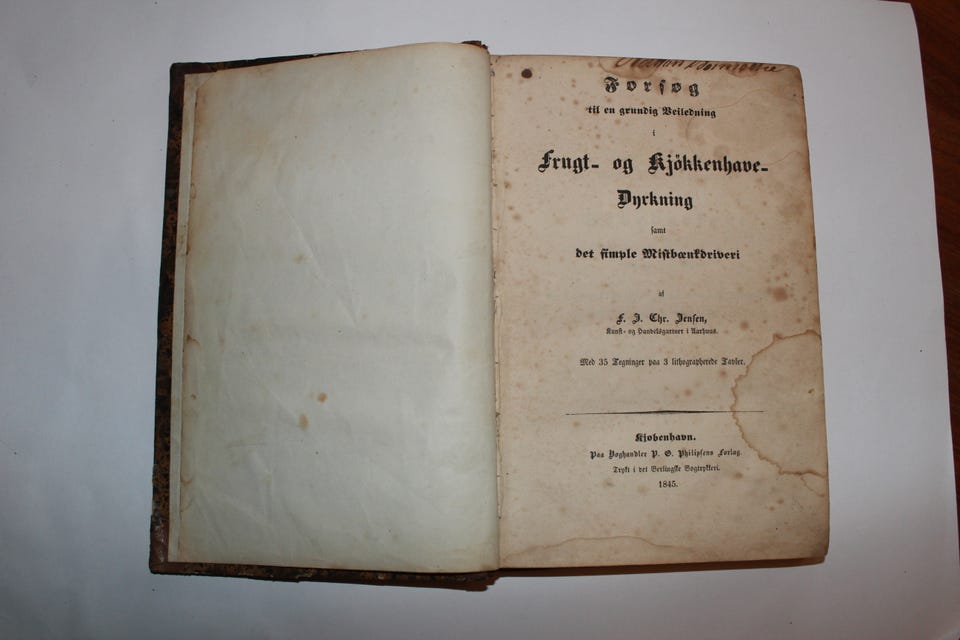 Forsøg
til en grundig Veiledning
i
Frugt- og Kjökkenhave-
Dyrkning
samt
det simple Mistbænkdriveri
af
F. J. Chr. Jensen,
Kunst- og Handelsgartner i Aarhuus.
Med 35 Tegninger paa 3 lithographerede Tavler.
Kjøbenhavn.
Paa Boghandler P. G. Philipsens Forlag.
Trykt i det Berlingske Bogtrykkeri.
1845.